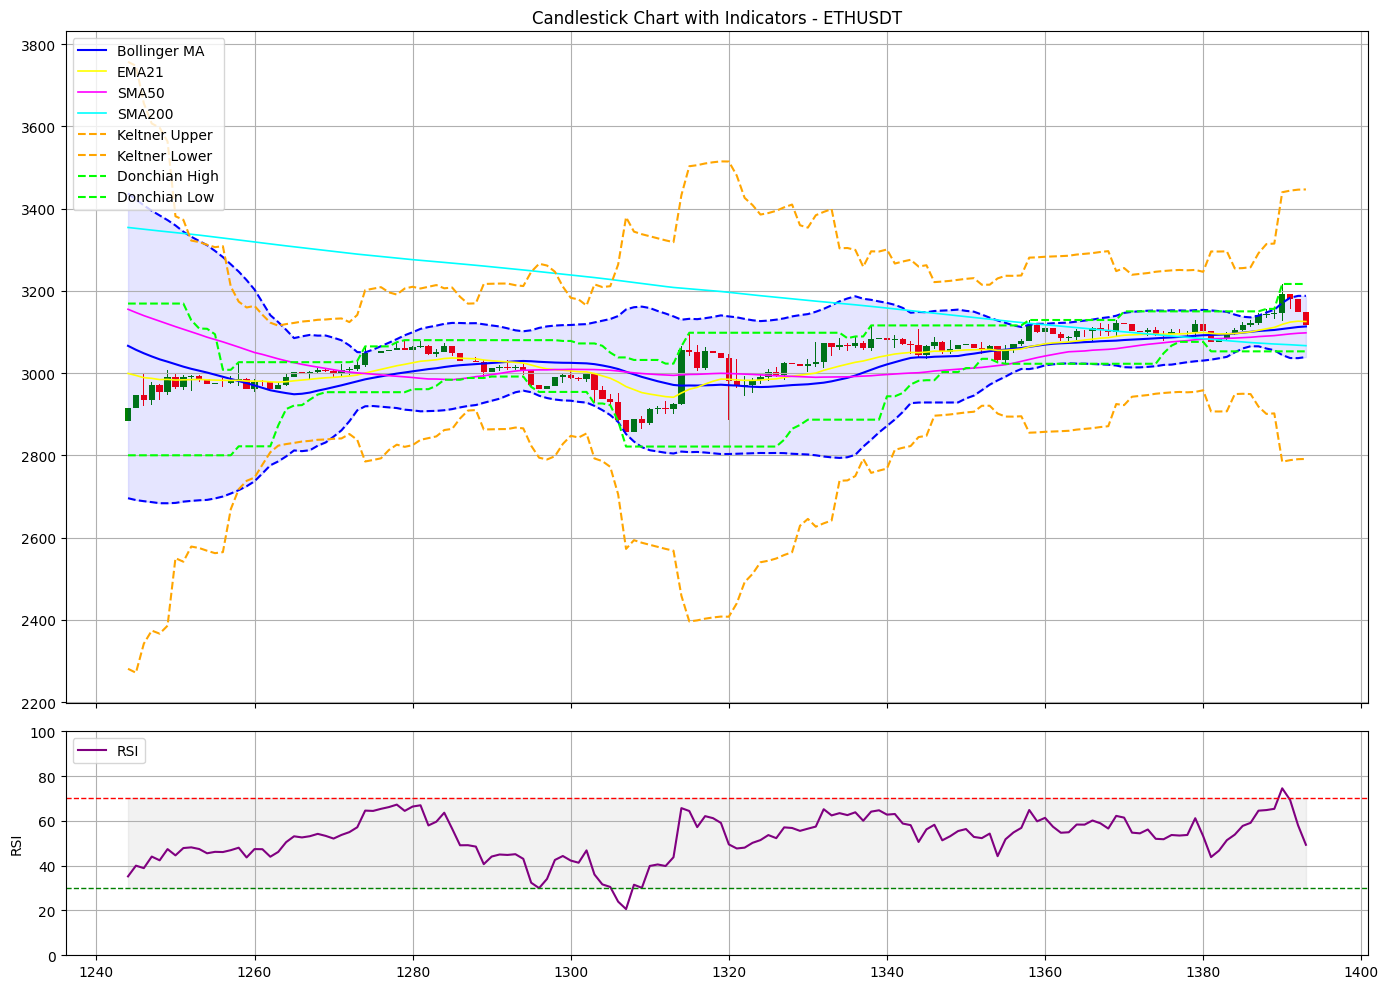 Candlestick Chart with Indicators - ETHUSDT
3800
3600
3400
3200
3000
2800
2600
2400
2200
Bollinger MA
EMA21
SMA50
SMA200
Keltner Upper
Keltner Lower
Donchian High
Donchian Low
100
80
60
40
20
0
RSI
RSI
1240 1260 1280 1300 1320 1340 1360 1380 1400